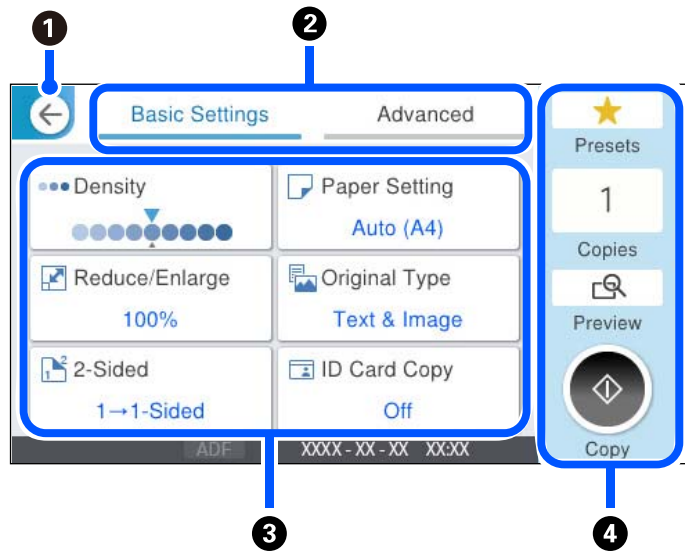 1
2
Basic Settings
Advanced
Presets
Density
Paper Setting
Auto (A4)
1
Copies
Reduce/Enlarge
100%
Original Type
Text & Image
Preview
1 2
2-Sided
1→1-Sided
ID Card Copy
Off
Copy
ADF
XXXX - XX - XX XX:XX
3
4